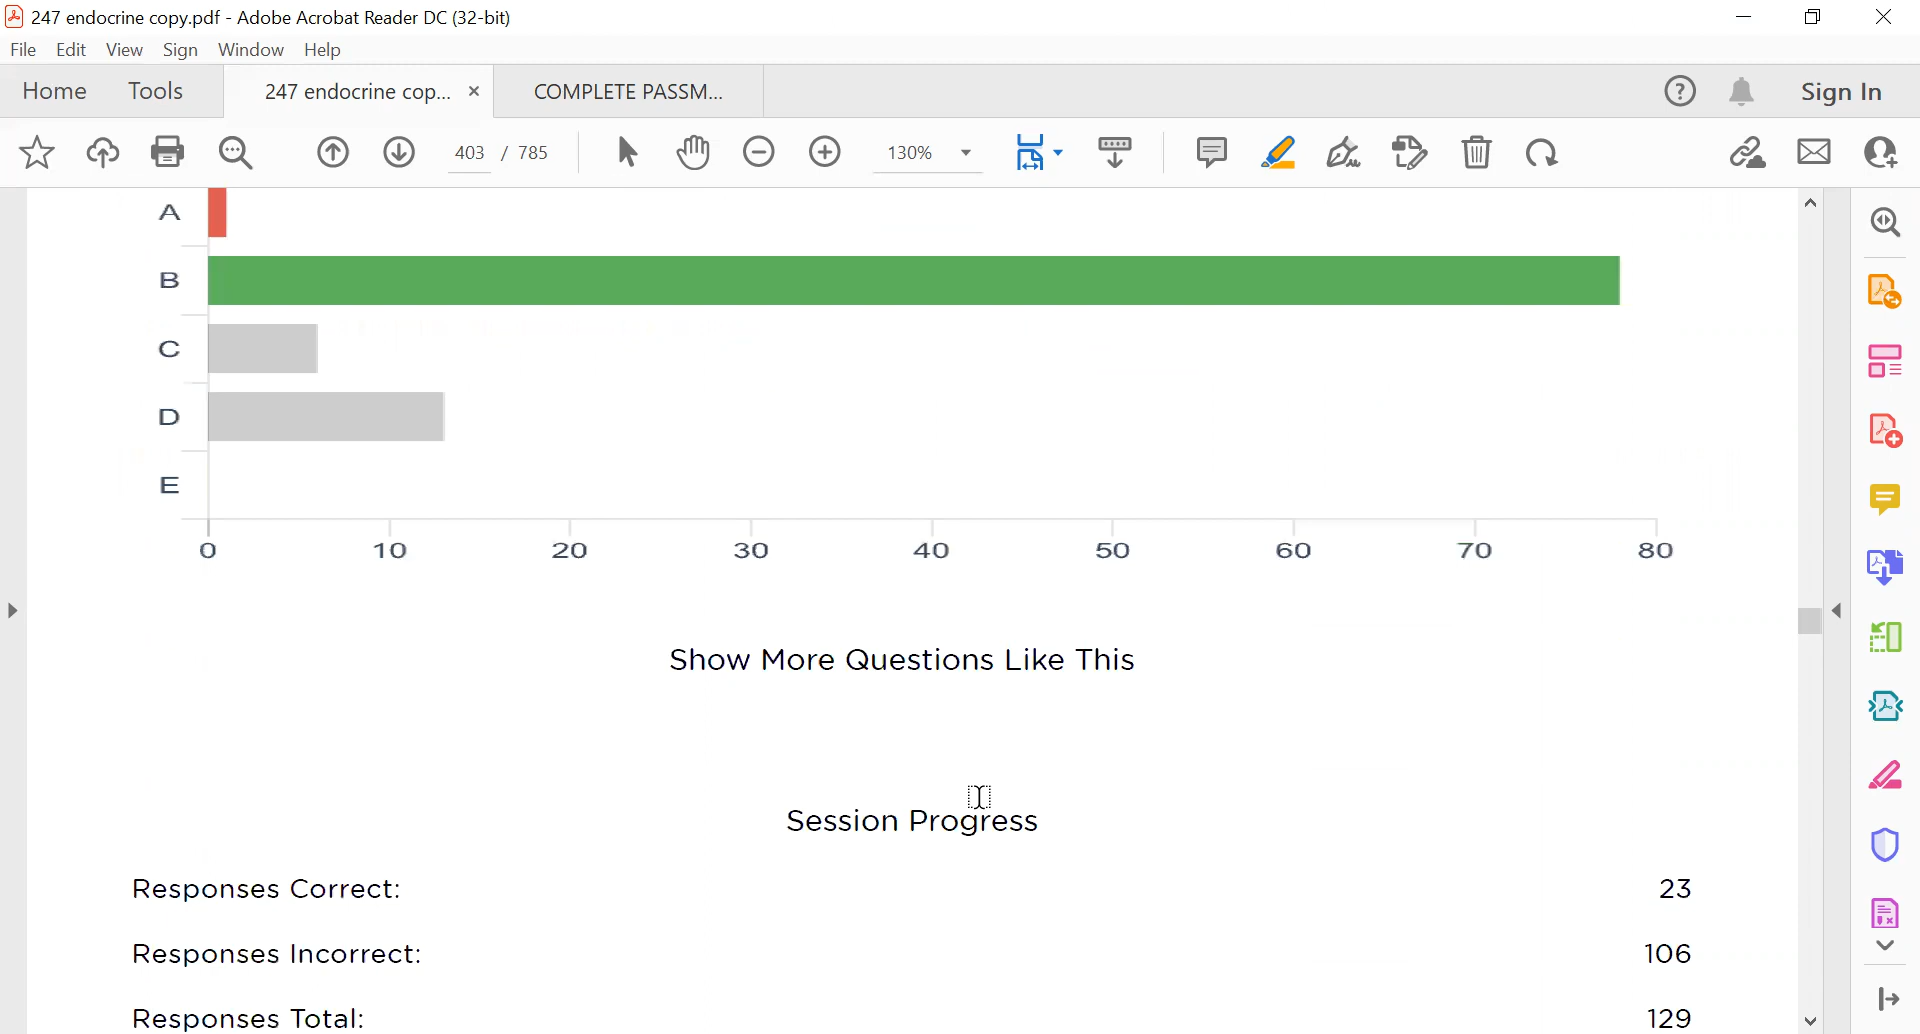 247 endocrine copy.pdf - Adobe Acrobat Reader DC (32-bit)
File Edit View Sign Window Help
Home Tools 247 endocrine cop... × COMPLETE PASSM... Sign In
403 / 785 130%
A
B
C
D
E
0 10 20 30 40 50 60 70 80
Show More Questions Like This
Session Progress
Responses Correct: 23
Responses Incorrect: 106
Responses Total: 129